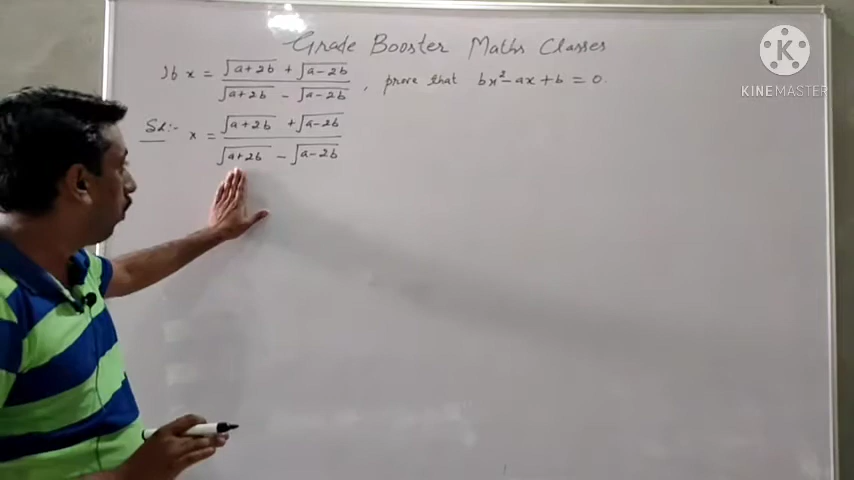 Grade Booster Maths Classes
If x = (√(a+2b) + √(a-2b)) / (√(a+2b) - √(a-2b)), prove that bx² - ax + b = 0.
Sol:- x = (√(a+2b) + √(a-2b)) / (√(a+2b) - √(a-2b))
K
KINEMASTER